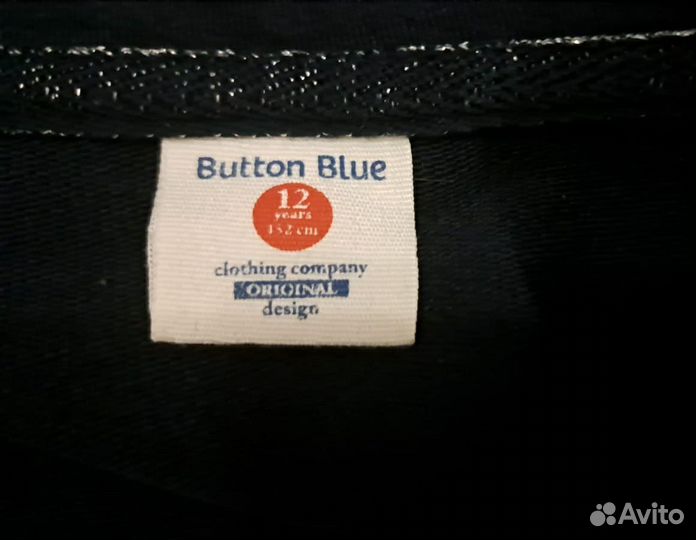 Button Blue
12
years
152 cm
clothing company
ORIGINAL
design
Avito